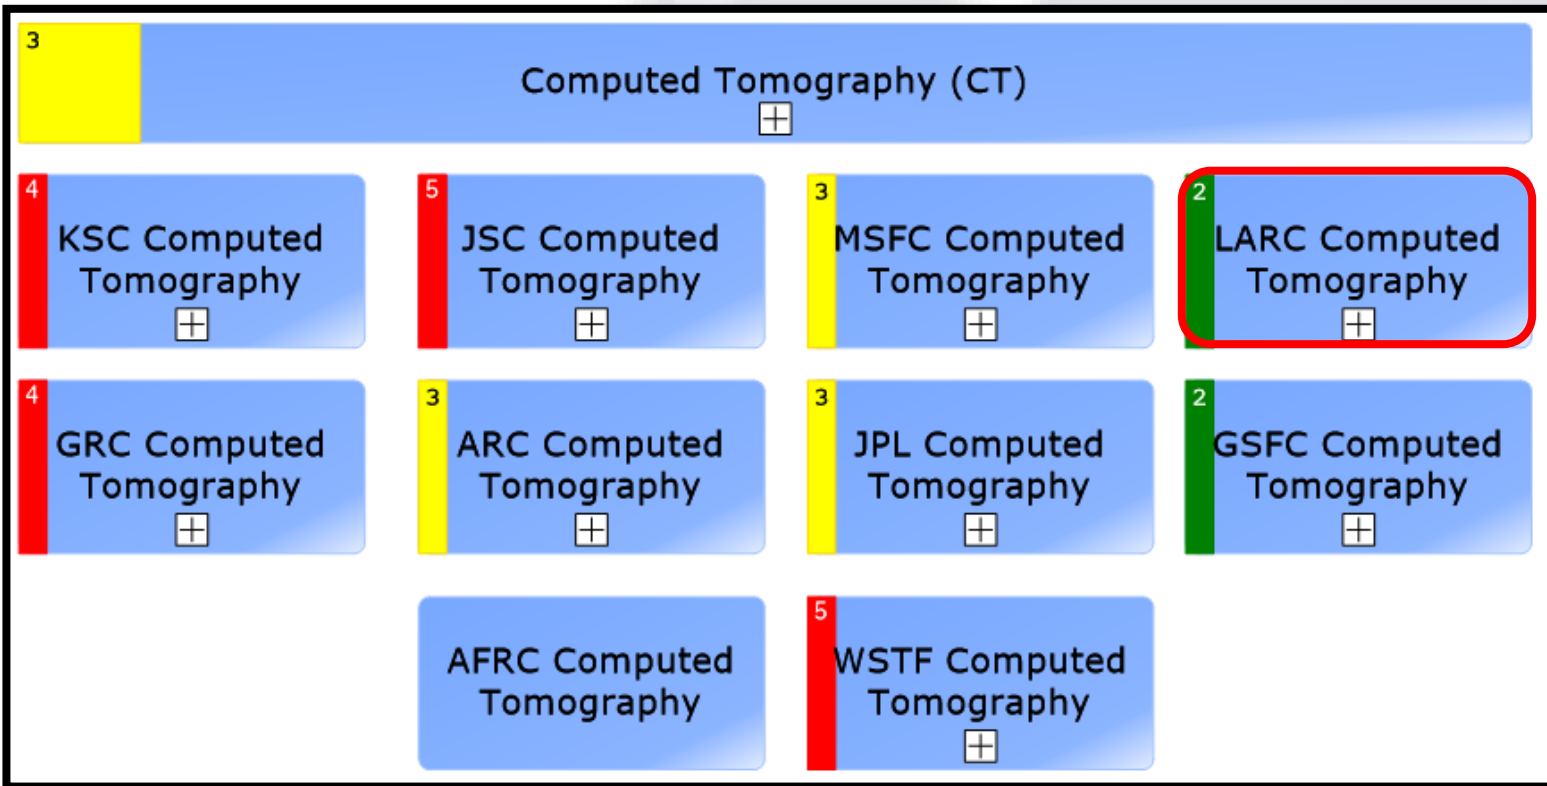 3
Computed Tomography (CT)
4
KSC Computed
Tomography
5
JSC Computed
Tomography
3
MSFC Computed
Tomography
2
LARC Computed
Tomography
4
GRC Computed
Tomography
3
ARC Computed
Tomography
3
JPL Computed
Tomography
2
GSFC Computed
Tomography
AFRC Computed
Tomography
5
WSTF Computed
Tomography